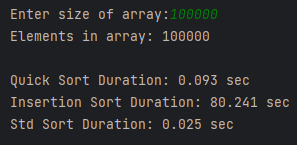 Enter size of array:100000
Elements in array: 100000
Quick Sort Duration: 0.093 sec
Insertion Sort Duration: 80.241 sec
Std Sort Duration: 0.025 sec